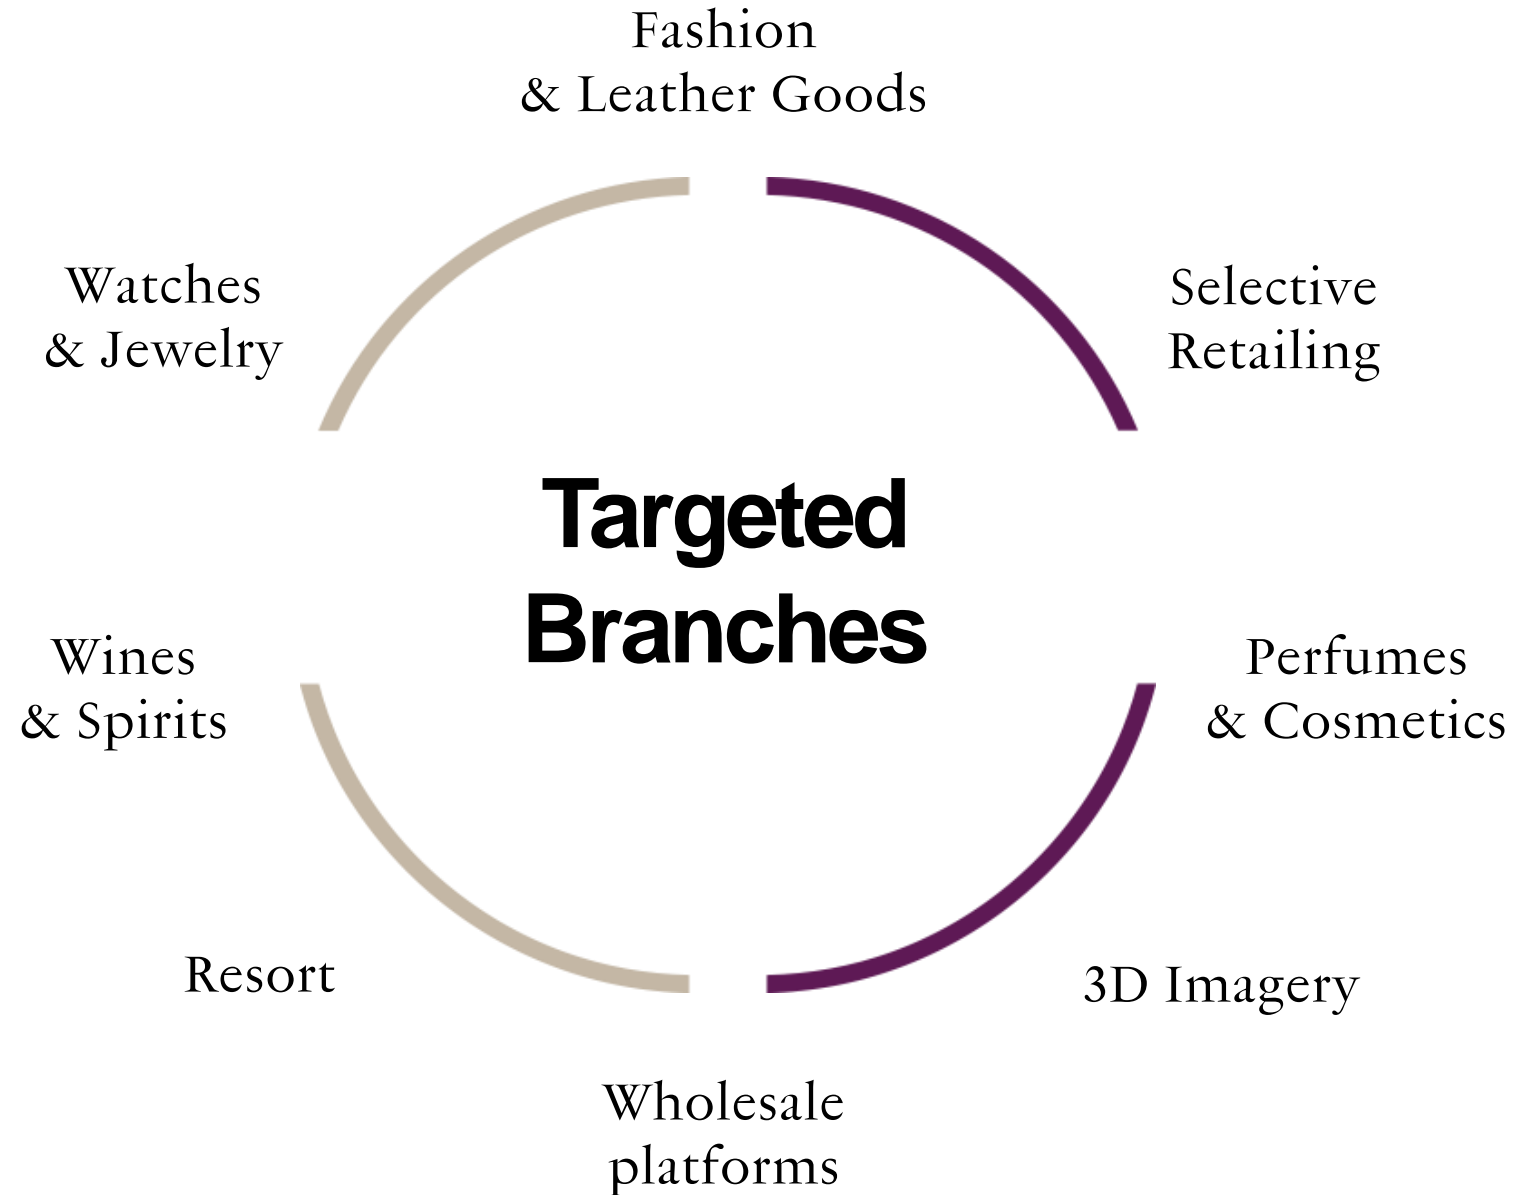 Fashion
& Leather Goods
Watches
& Jewelry
Selective
Retailing
Targeted
Branches
Wines
& Spirits
Perfumes
& Cosmetics
Resort
3D Imagery
Wholesale
platforms